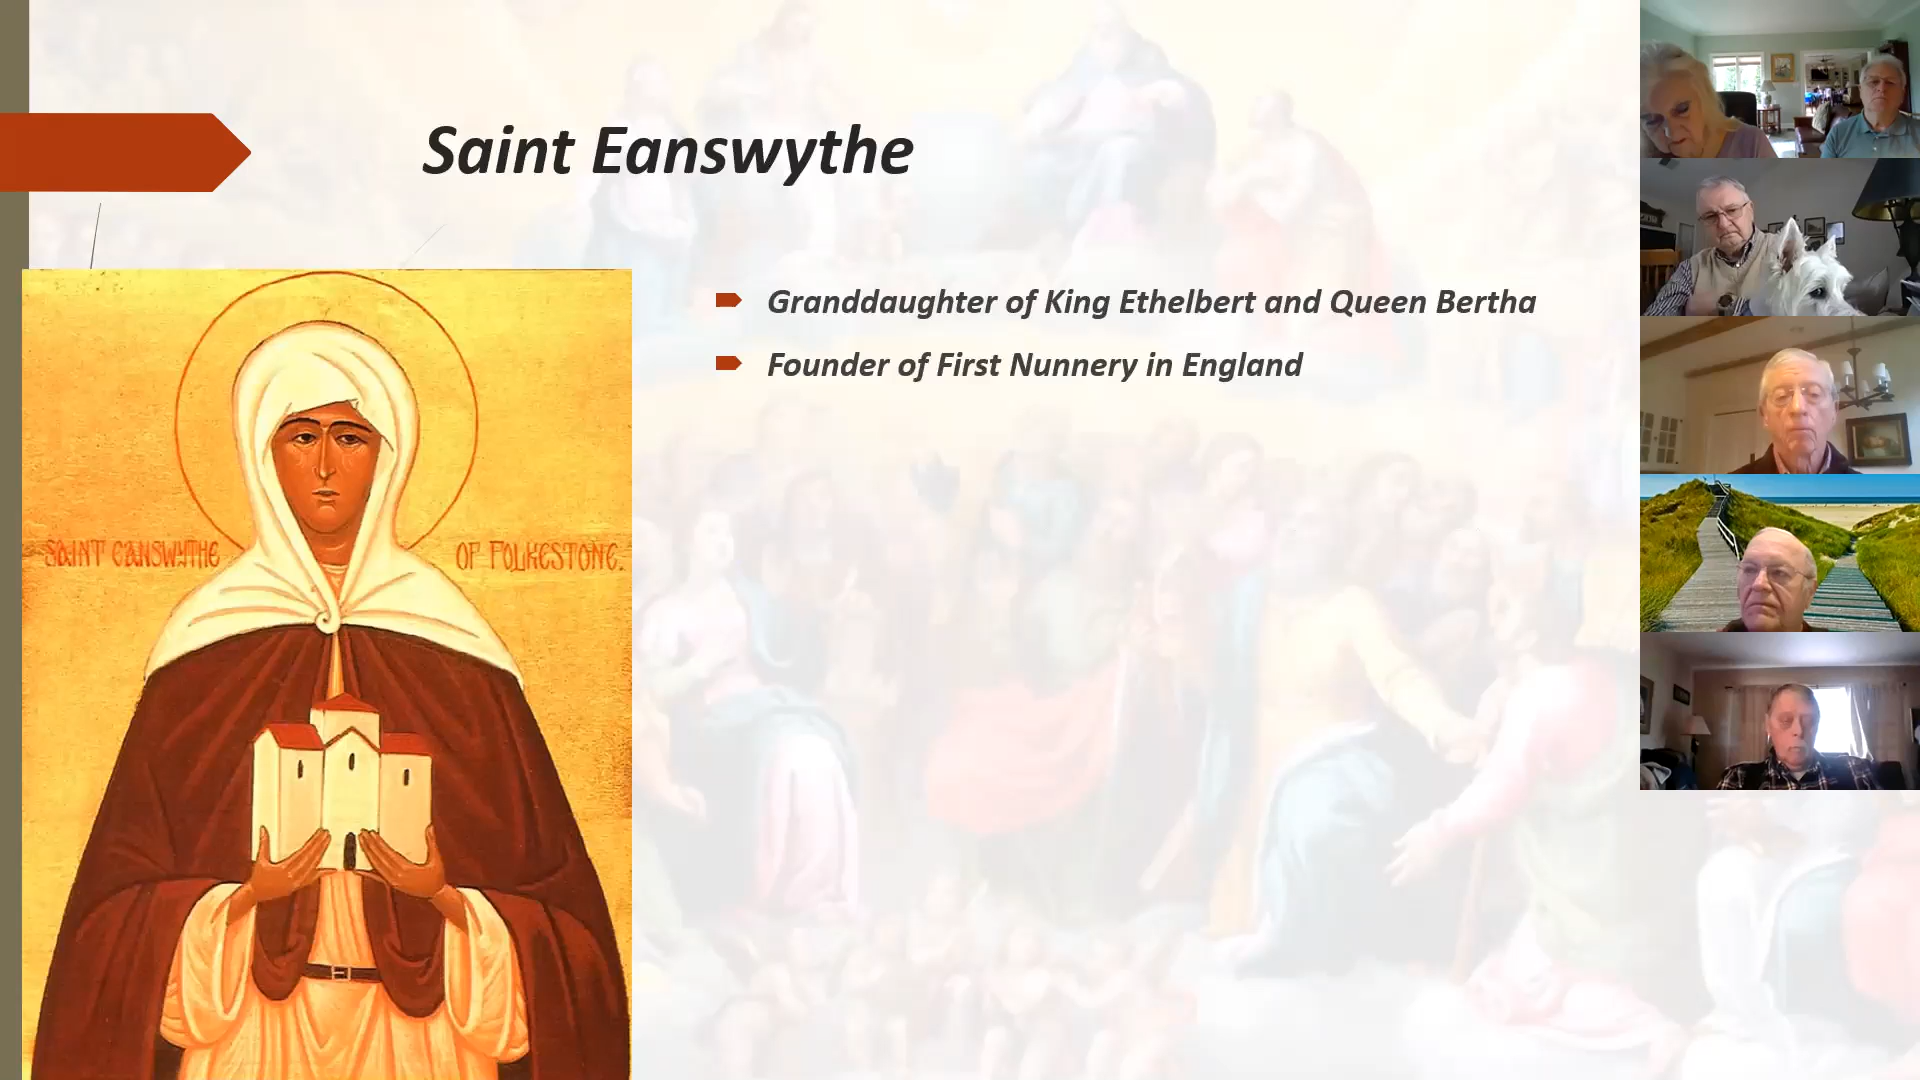 Saint Eanswythe
Granddaughter of King Ethelbert and Queen Bertha
Founder of First Nunnery in England
SAINT EANSWYTHE OF FOLKESTONE.